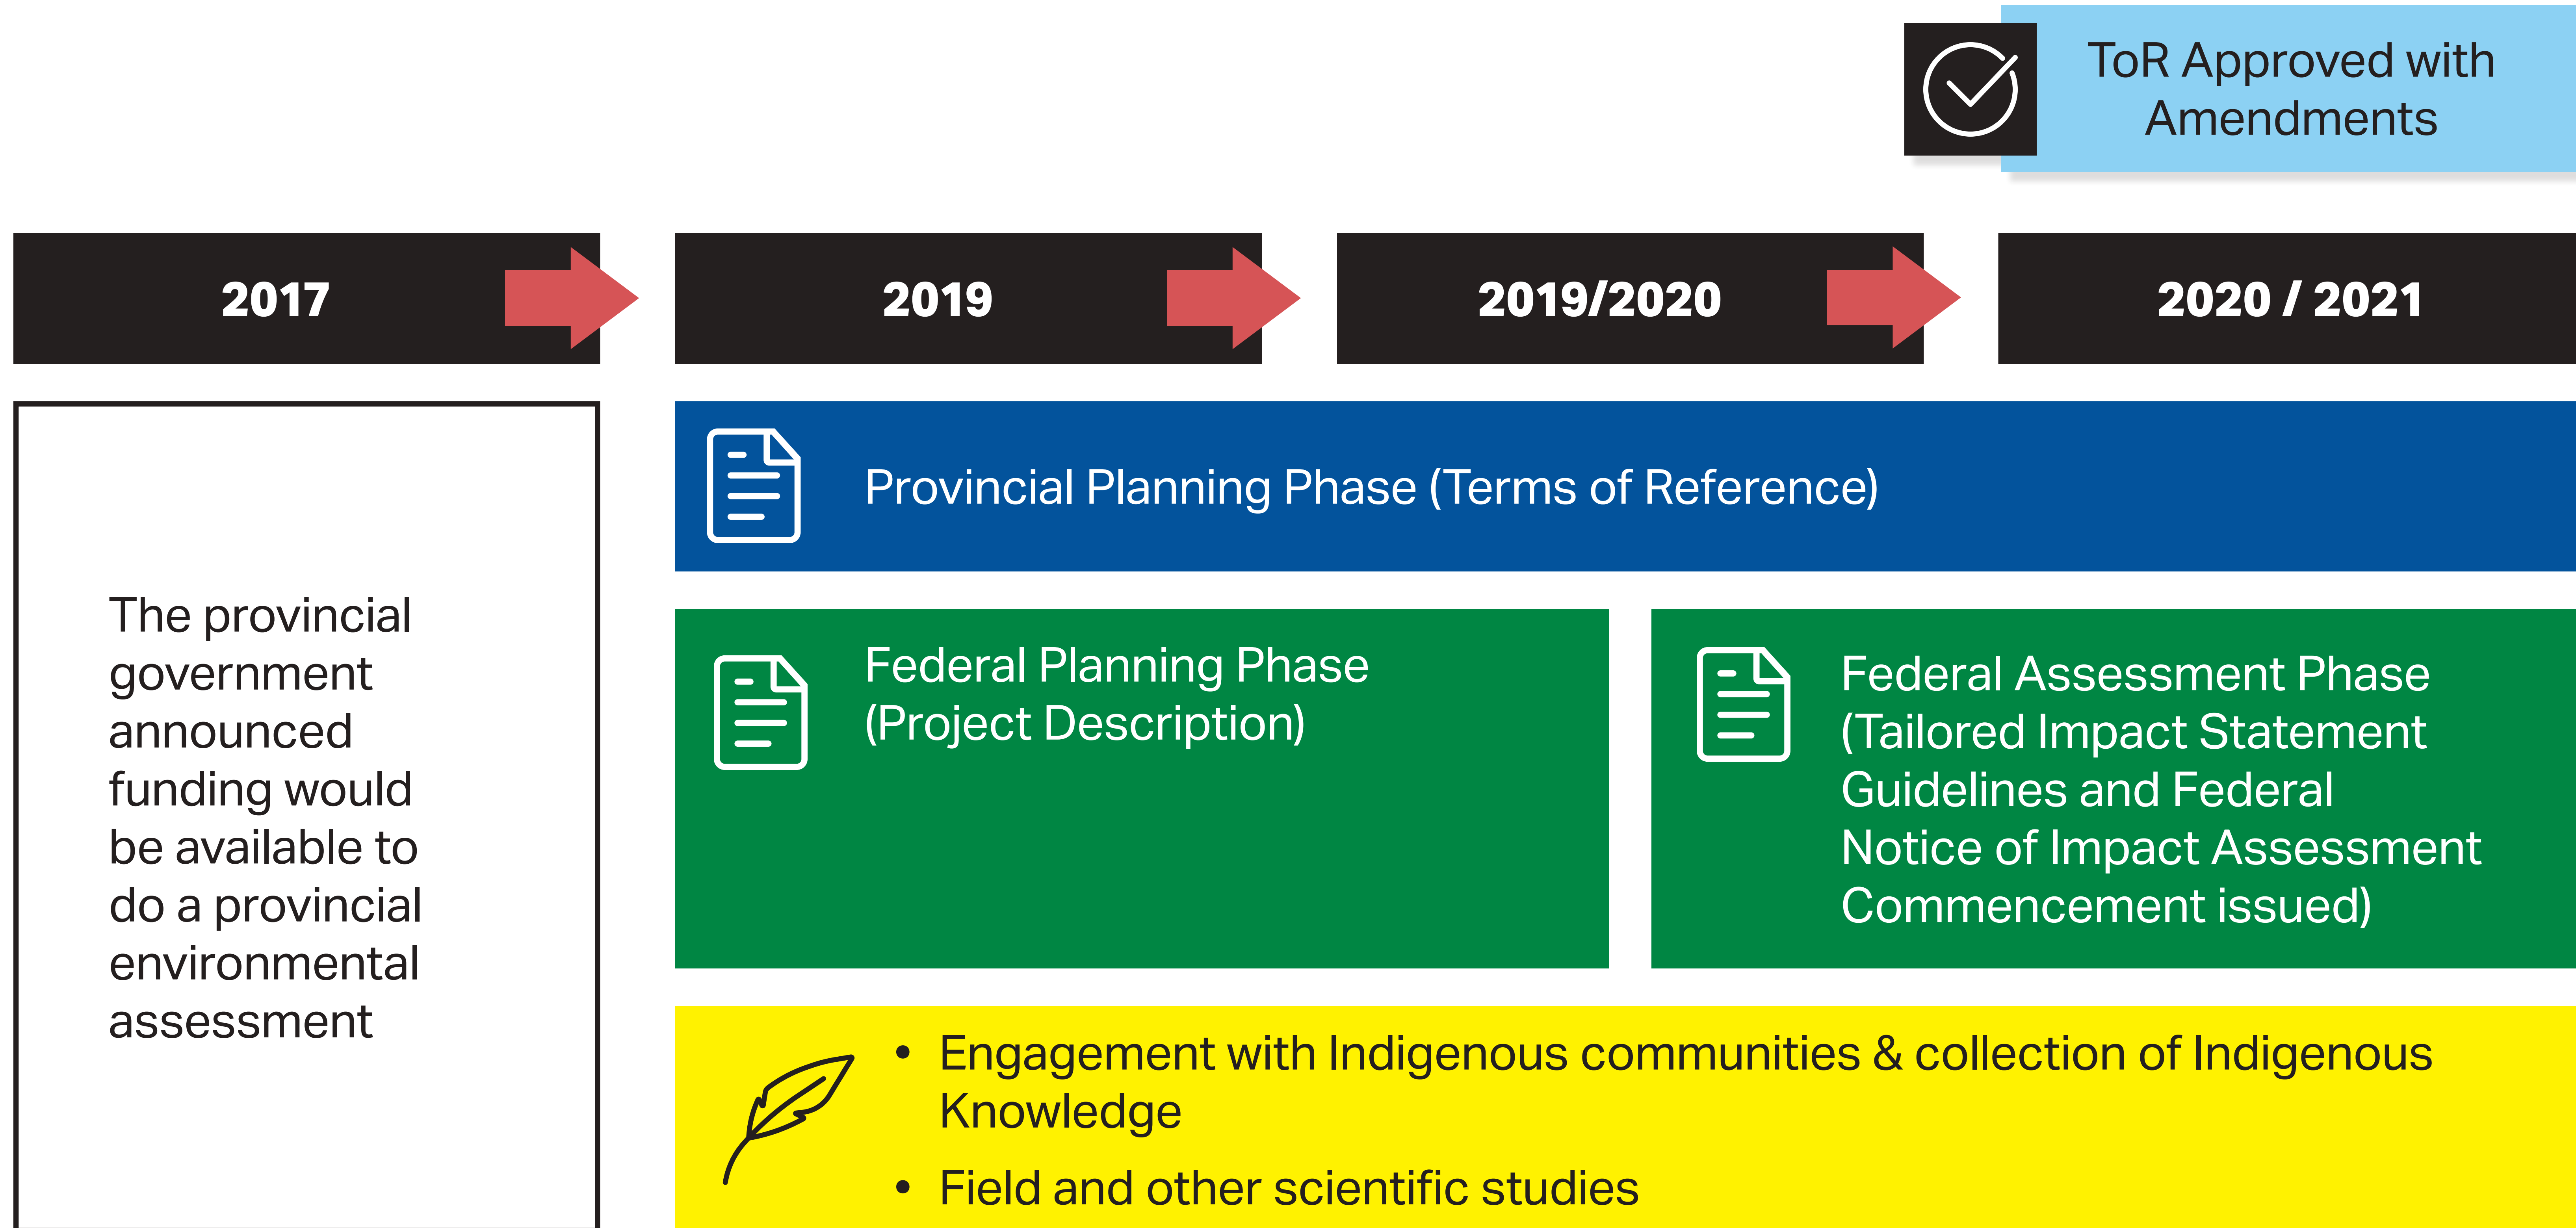 ToR Approved with
Amendments
2017
2019
2019/2020
2020 / 2021
The provincial
government
announced
funding would
be available to
do a provincial
environmental
assessment
Provincial Planning Phase (Terms of Reference)
Federal Planning Phase
(Project Description)
Federal Assessment Phase
(Tailored Impact Statement
Guidelines and Federal
Notice of Impact Assessment
Commencement issued)
• Engagement with Indigenous communities & collection of Indigenous
Knowledge
• Field and other scientific studies